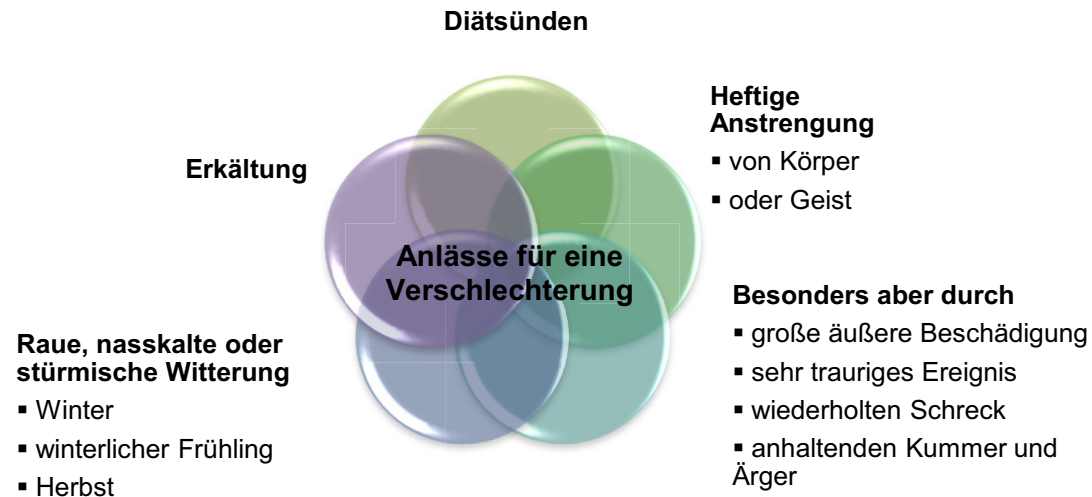 Diätsünden
Heftige
Anstrengung
▪ von Körper
▪ oder Geist
Erkältung
Anlässe für eine
Verschlechterung
Besonders aber durch
▪ große äußere Beschädigung
▪ sehr trauriges Ereignis
▪ wiederholten Schreck
▪ anhaltenden Kummer und
Ärger
Raue, nasskalte oder
stürmische Witterung
▪ Winter
▪ winterlicher Frühling
▪ Herbst